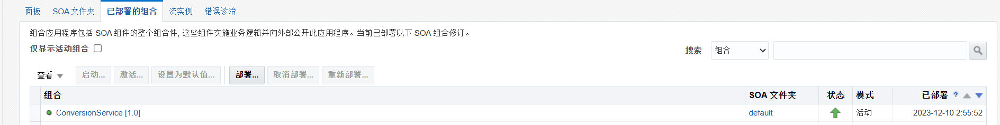 面板 SOA 文件夹 已部署的组合 流实例 错误诊治
组合应用程序包括 SOA 组件的整个组合件, 这些组件实施业务逻辑并向外部公开此应用程序。当前已部署以下 SOA 组合修订。
仅显示活动组合 搜索 组合
查看 启动... 激活... 设置为默认值... 部署... 取消部署... 重新部署...
组合 SOA 文件夹 状态 模式 已部署 ?
ConversionService [1.0] default 活动 2023-12-10 2:55:52